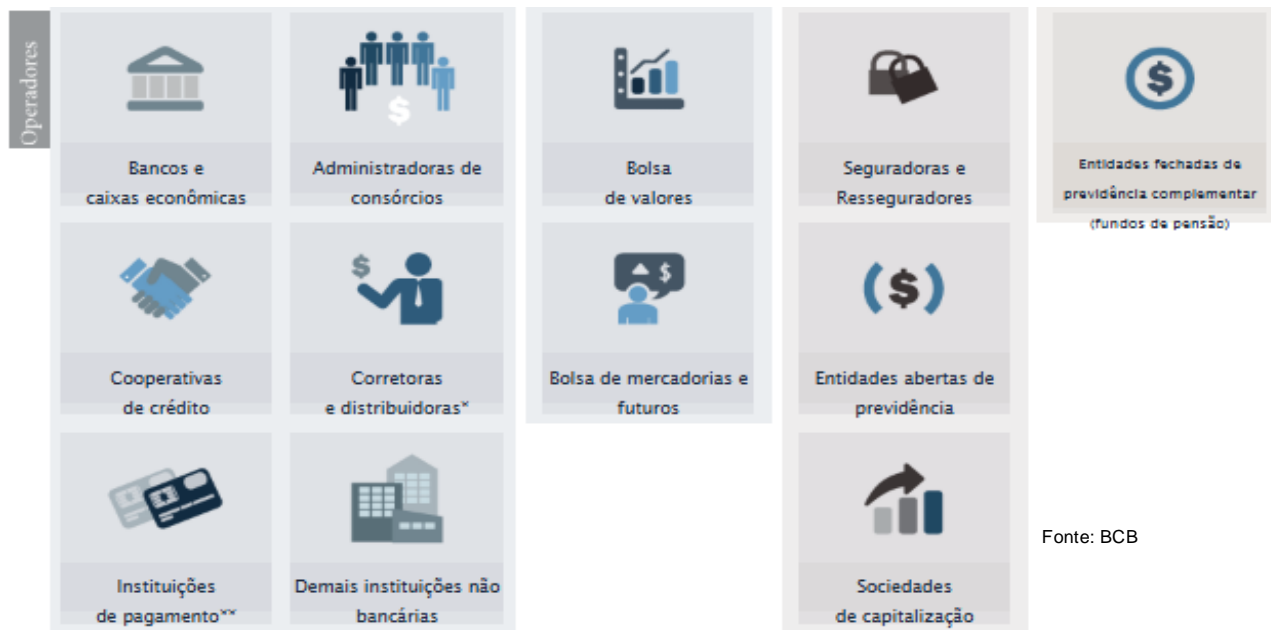 Operadores
Bancos e
caixas econômicas
Administradoras de
consórcios
Bolsa
de valores
Seguradoras e
Resseguradores
Entidades fechadas de
previdência complementar
(fundos de pensão)
Cooperativas
de crédito
Corretoras
e distribuidoras*
Bolsa de mercadorias e
futuros
Entidades abertas de
previdência
Instituições
de pagamento**
Demais instituições não
bancárias
Sociedades
de capitalização
Fonte: BCB